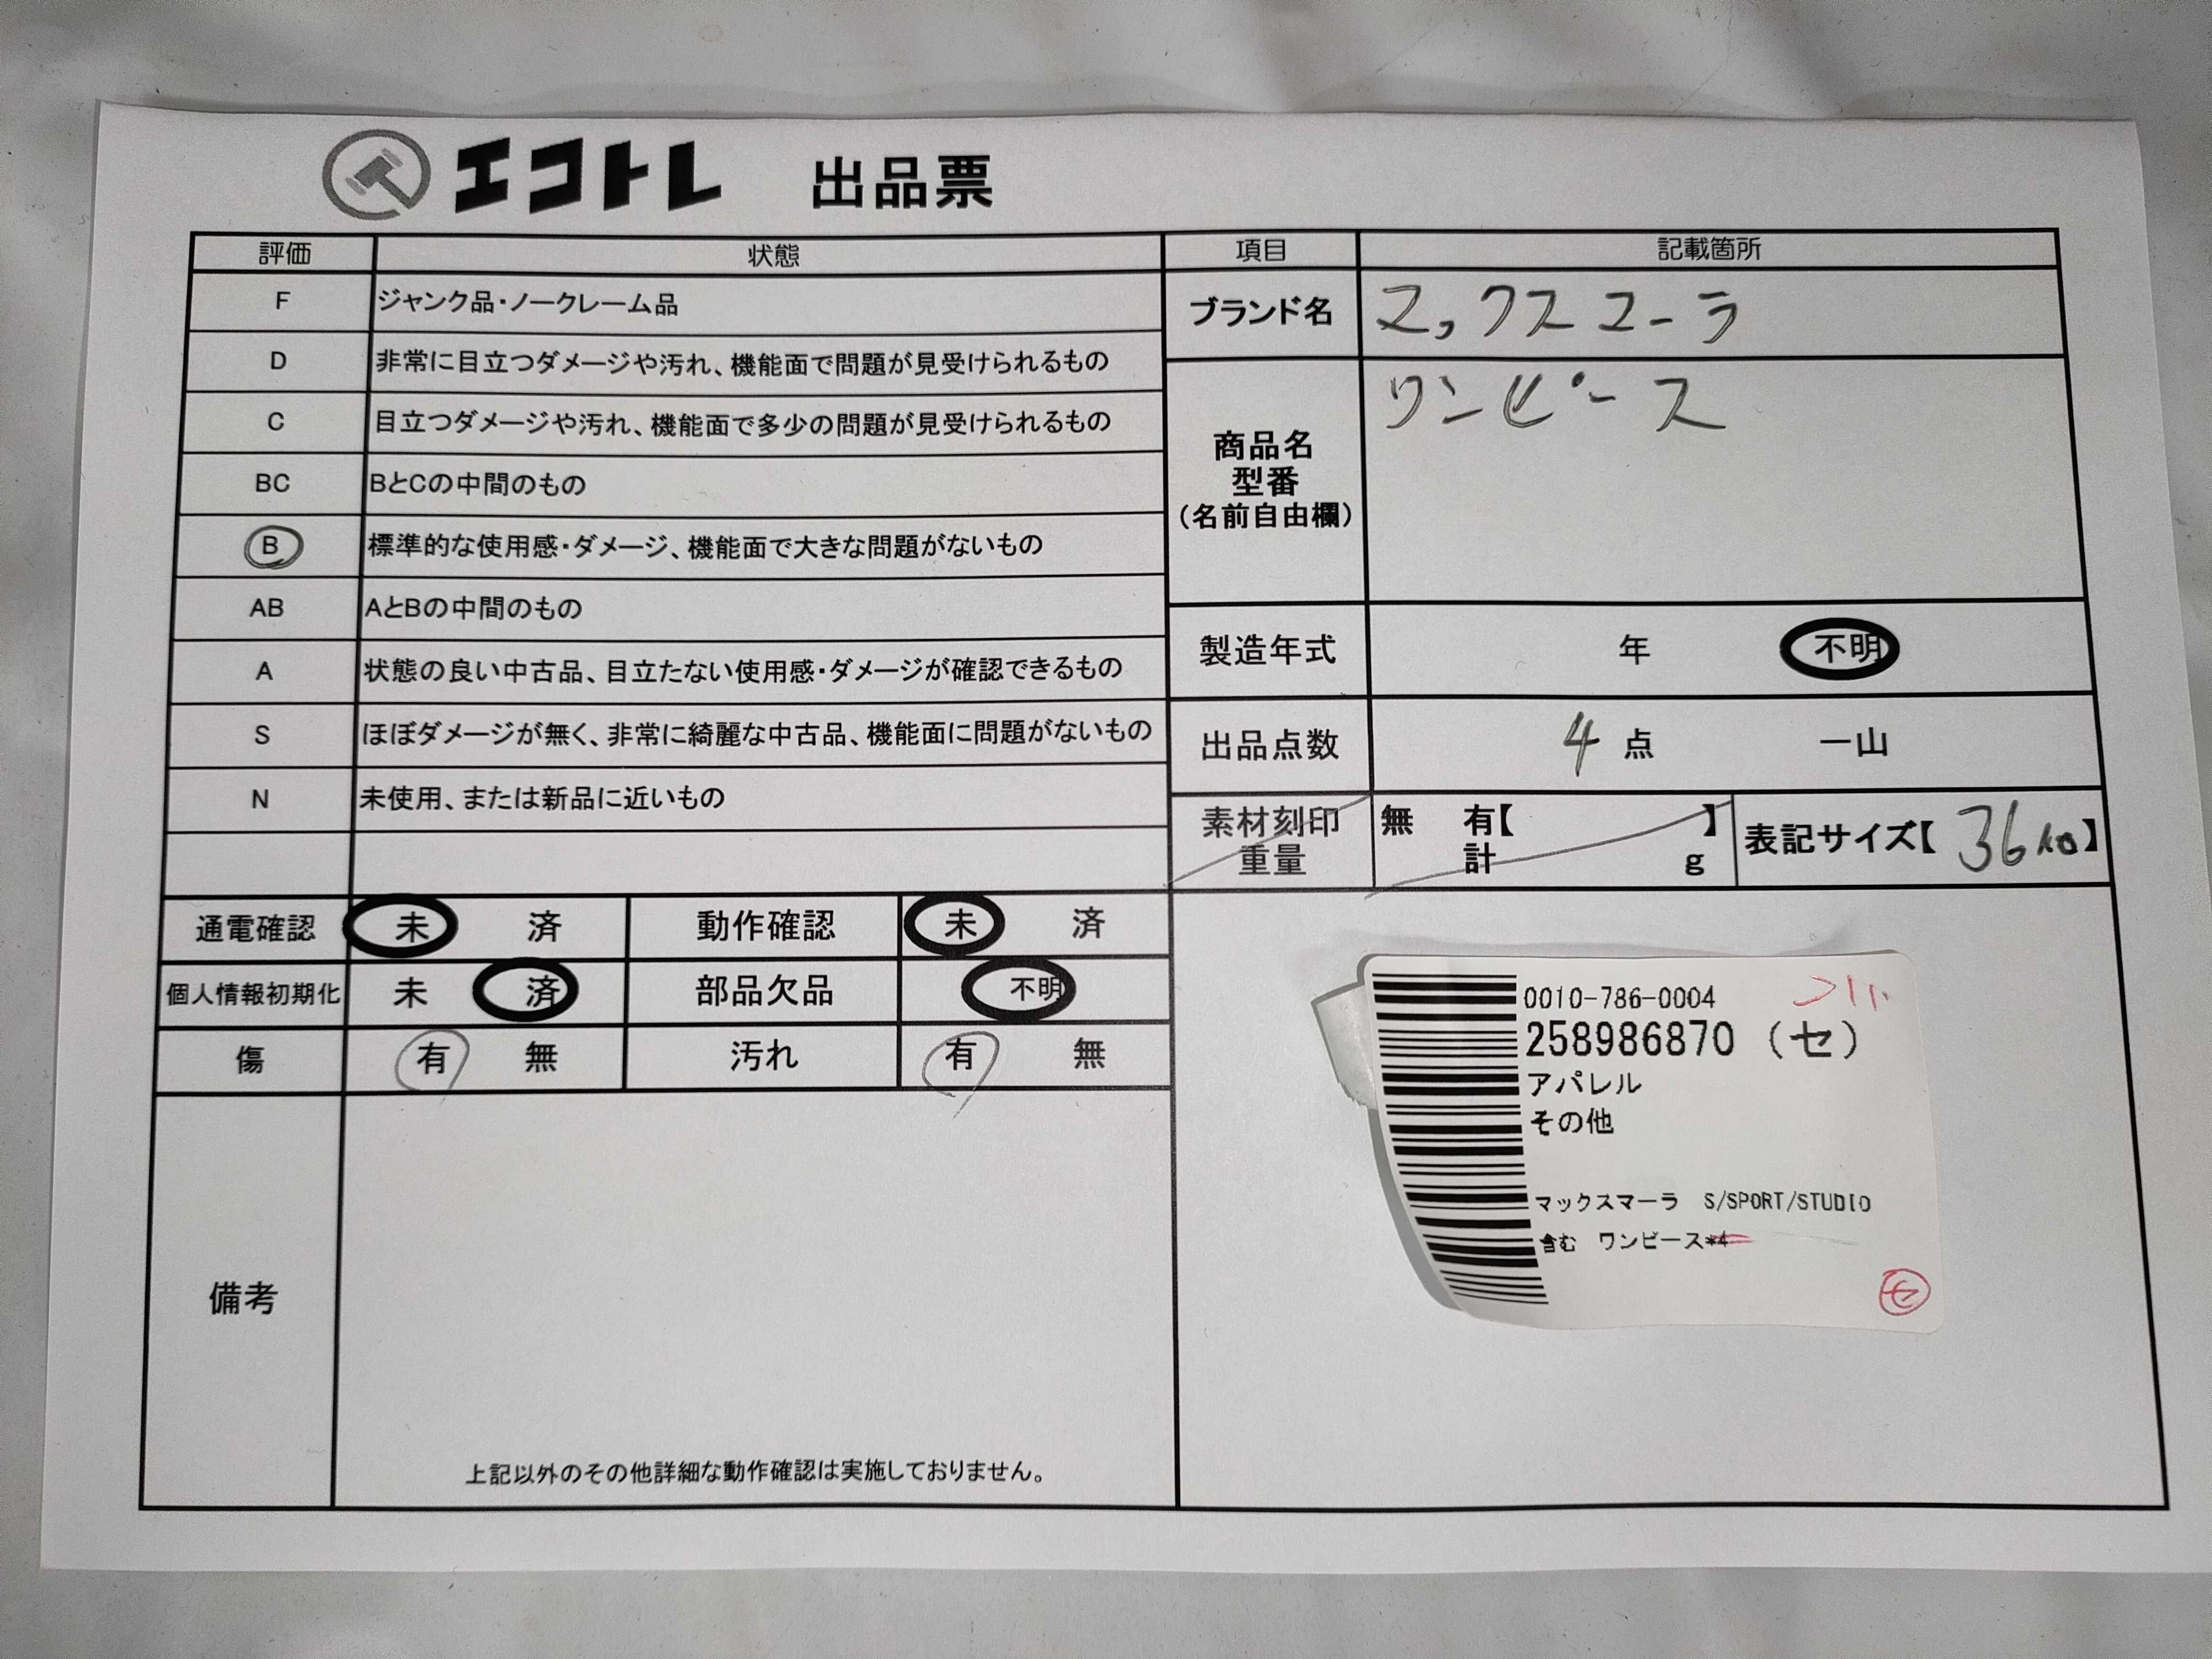 エコトレ 出品票
評価 状態 項目 記載箇所
F ジャンク品・ノークレーム品
D 非常に目立つダメージや汚れ、機能面で問題が見受けられるもの
C 目立つダメージや汚れ、機能面で多少の問題が見受けられるもの
BC BとCの中間のもの
B 標準的な使用感・ダメージ、機能面で大きな問題がないもの
AB AとBの中間のもの
A 状態の良い中古品、目立たない使用感・ダメージが確認できるもの
S ほぼダメージが無く、非常に綺麗な中古品、機能面に問題がないもの
N 未使用、または新品に近いもの
ブランド名 マックスマーラ
商品名
型番
(名前自由欄)
ワンピース
製造年式 年 不明
出品点数 4 点 一山
素材刻印
重量
無 有【 】
計 g
表記サイズ【 36 】
通電確認 未 済 動作確認 未 済
個人情報初期化 未 済 部品欠品 不明
傷 有 無 汚れ 有 無
備考
上記以外のその他詳細な動作確認は実施しておりません。
0010-786-0004
258986870 (セ)
アパレル
その他
マックスマーラ S/SPORT/STUDIO
含む ワンピース*4